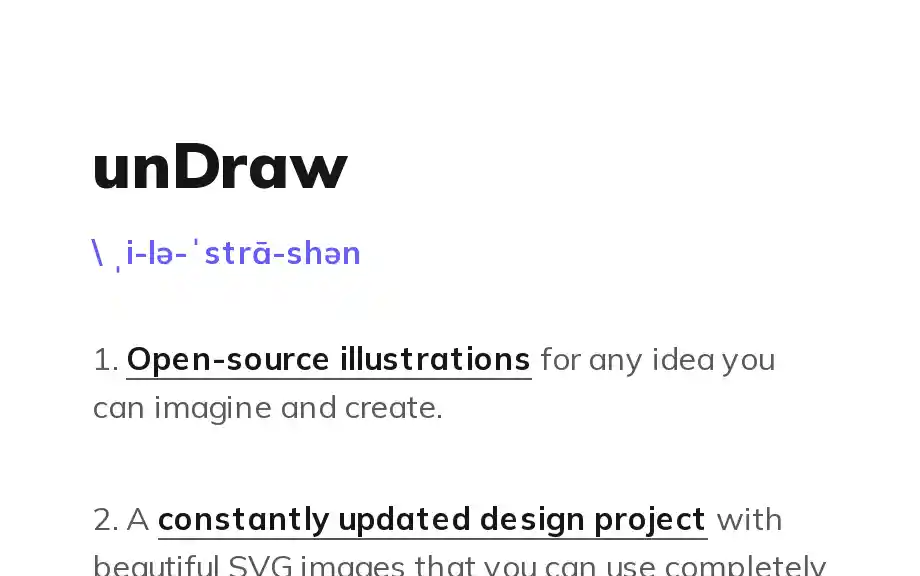 unDraw
\ ˌi-lə-ˈstrā-shən
1. Open-source illustrations for any idea you
can imagine and create.
2. A constantly updated design project with
beautiful SVG images that you can use completely